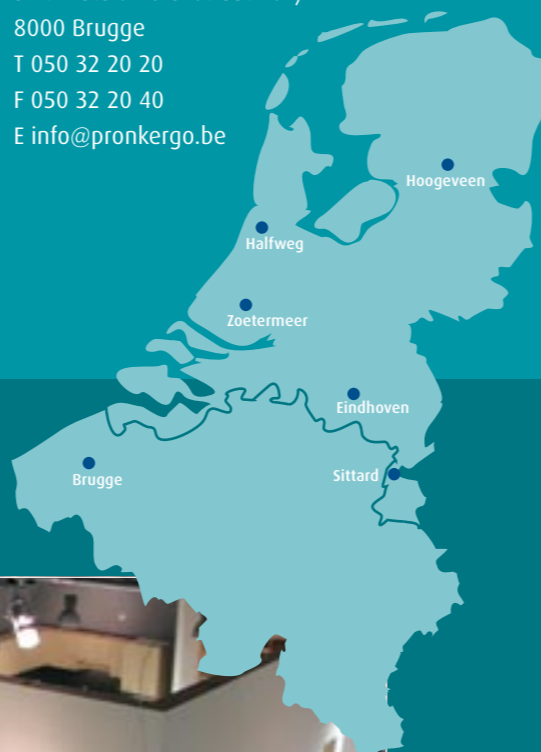 8000 Brugge
T 050 32 20 20
F 050 32 20 40
E info@pronkergo.be
Hoogeveen
Halfweg
Zoetermeer
Eindhoven
Sittard
Brugge